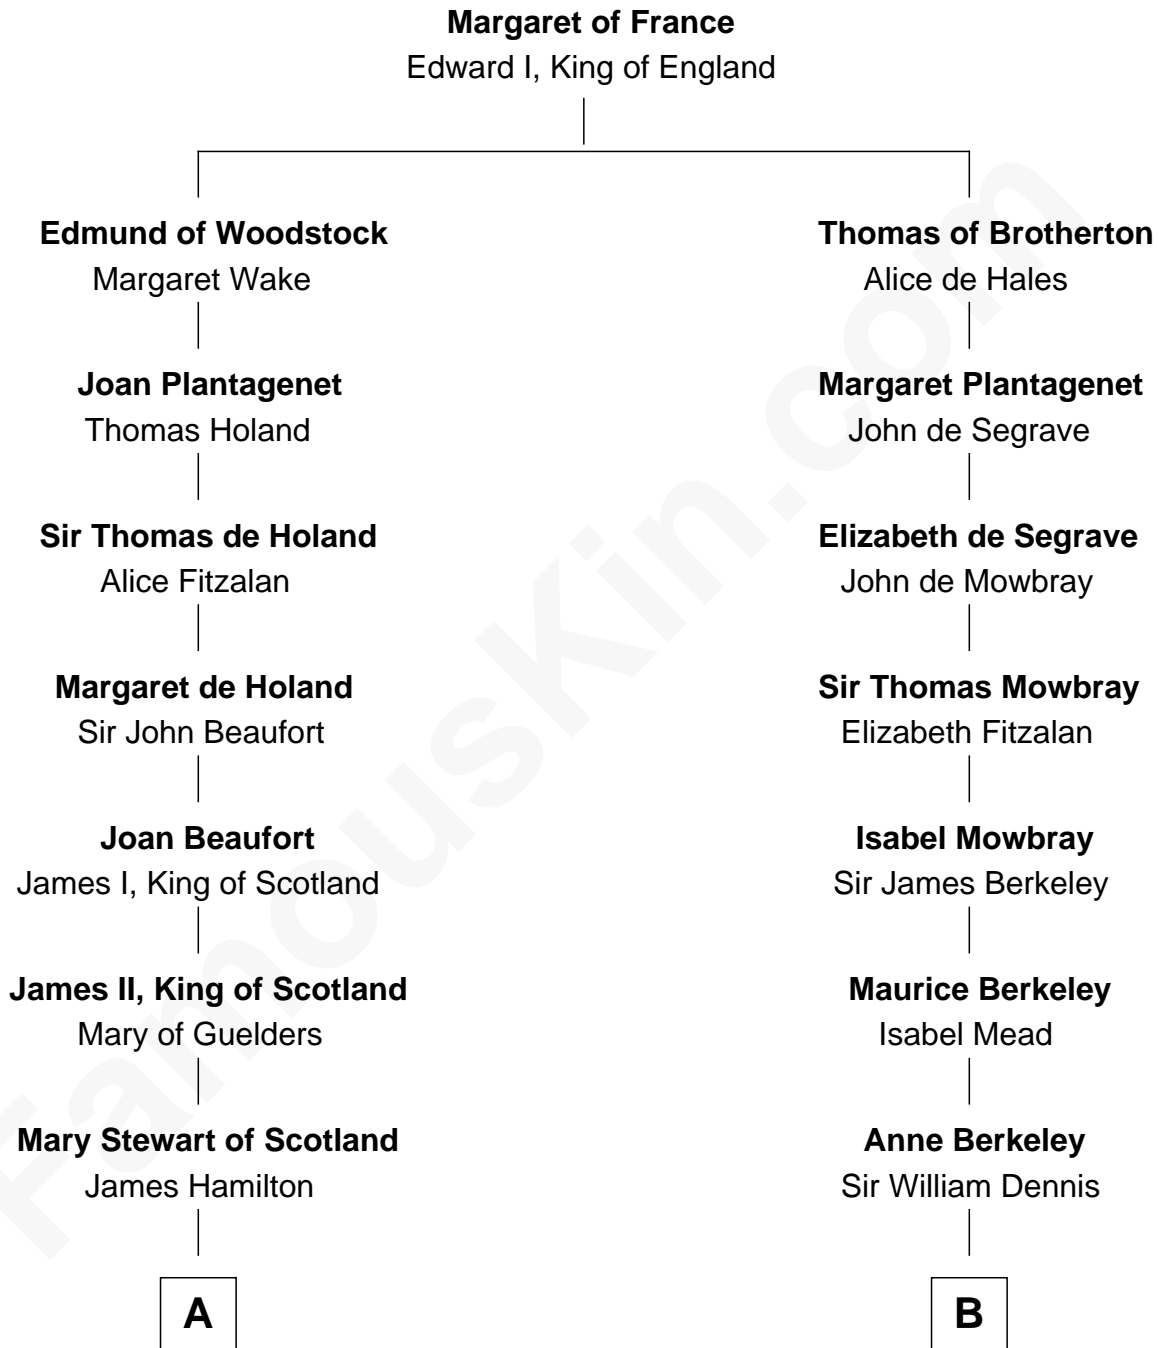 Margaret of France
Edward I, King of England
Edmund of Woodstock
Margaret Wake
Joan Plantagenet
Thomas Holand
Sir Thomas de Holand
Alice Fitzalan
Margaret de Holand
Sir John Beaufort
Joan Beaufort
James I, King of Scotland
James II, King of Scotland
Mary of Guelders
Mary Stewart of Scotland
James Hamilton
A
Thomas of Brotherton
Alice de Hales
Margaret Plantagenet
John de Segrave
Elizabeth de Segrave
John de Mowbray
Sir Thomas Mowbray
Elizabeth Fitzalan
Isabel Mowbray
Sir James Berkeley
Maurice Berkeley
Isabel Mead
Anne Berkeley
Sir William Dennis
B
FamousKin.com